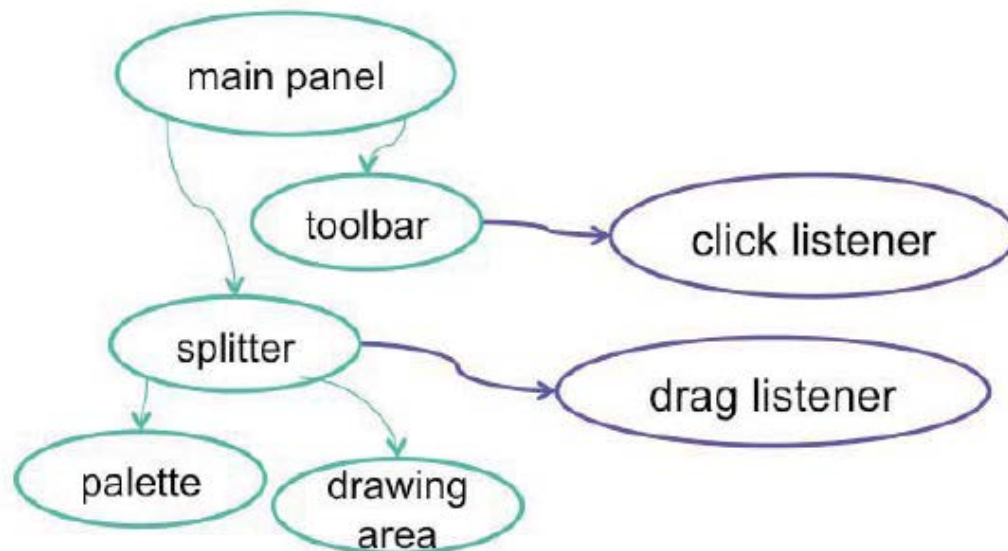 main panel
toolbar
click listener
splitter
drag listener
palette
drawing
area